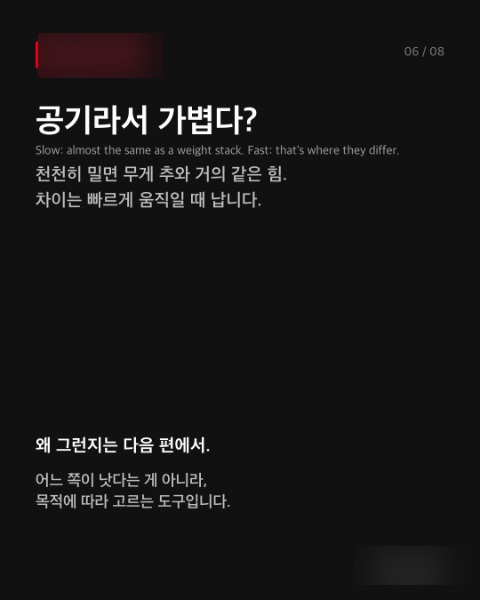 06 / 08
공기라서 가볍다?
Slow: almost the same as a weight stack. Fast: that's where they differ.
천천히 밀면 무게 추와 거의 같은 힘.
차이는 빠르게 움직일 때 납니다.
왜 그런지는 다음 편에서.
어느 쪽이 낫다는 게 아니라,
목적에 따라 고르는 도구입니다.